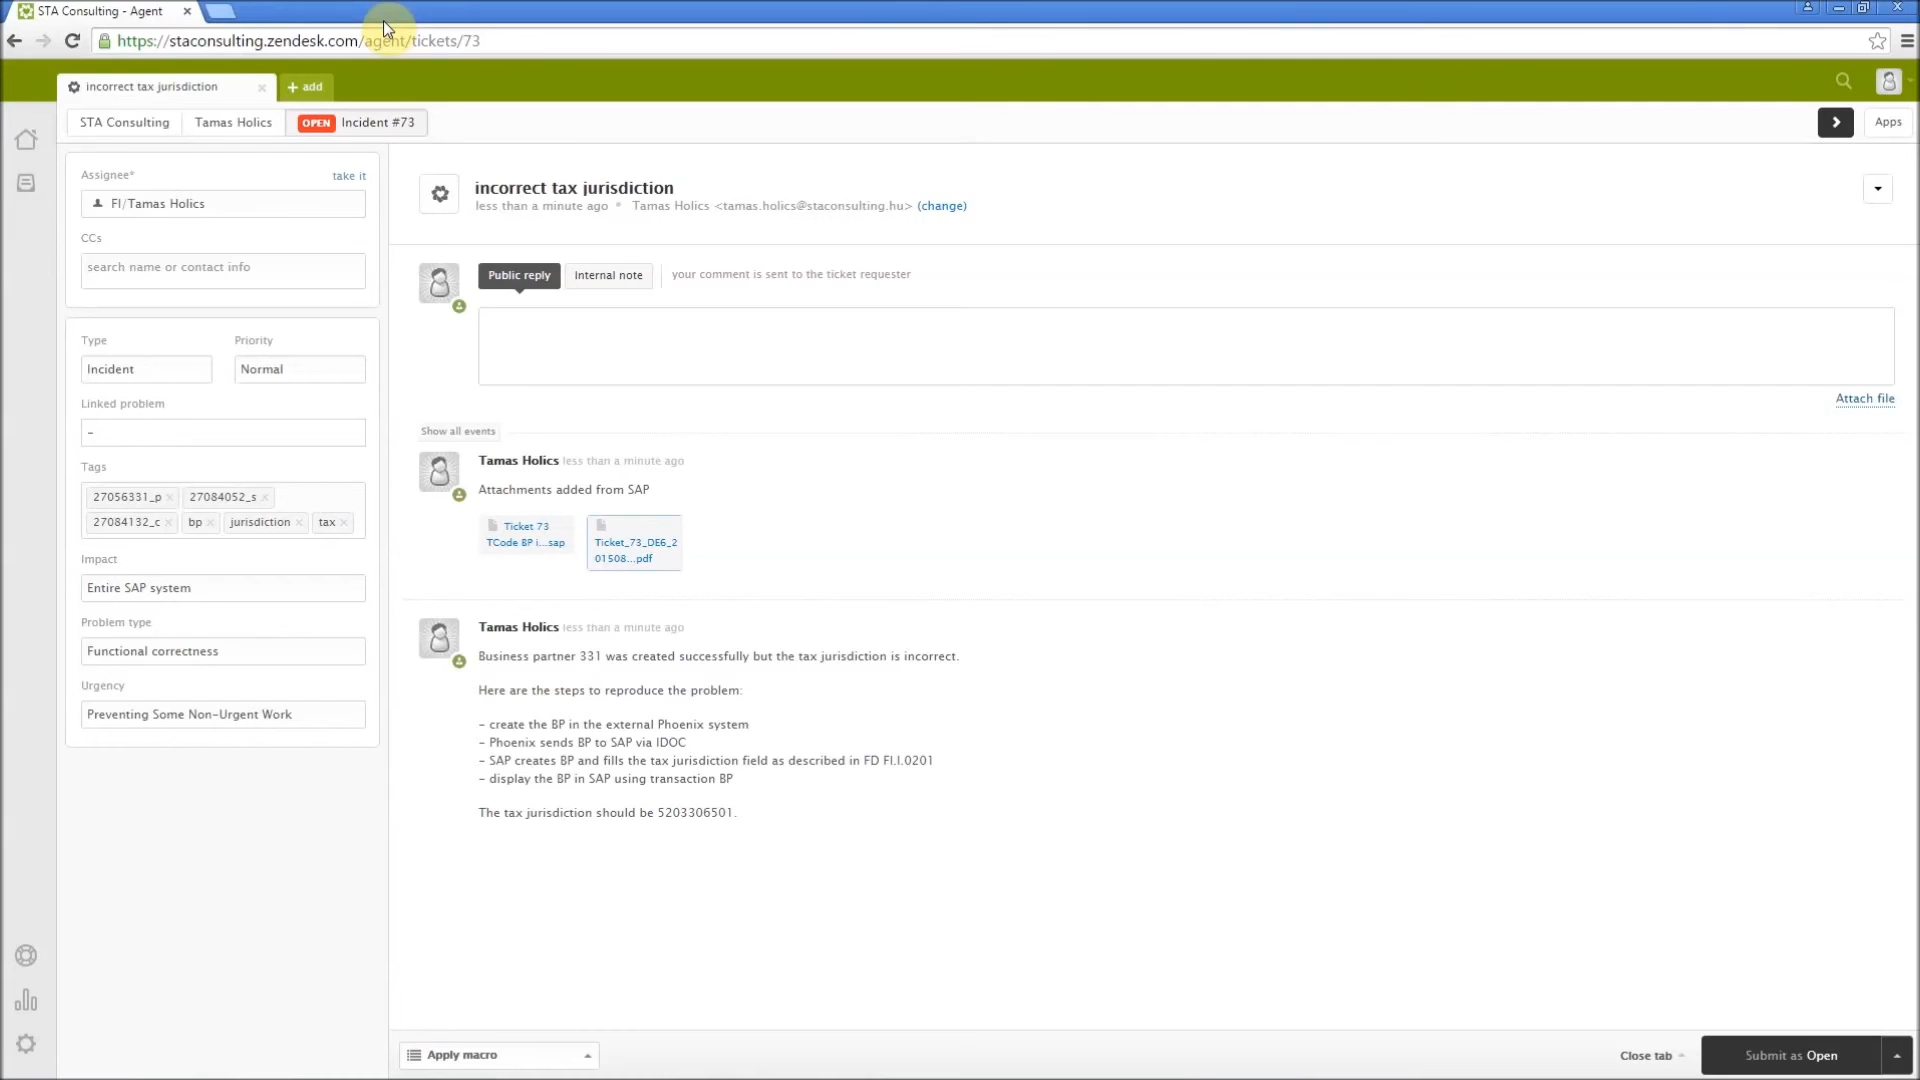 STA Consulting - Agent
https://staconsulting.zendesk.com/agent/tickets/73
incorrect tax jurisdiction
+ add
STA Consulting
Tamas Holics
OPEN Incident #73
Apps
Assignee*
take it
FI/Tamas Holics
CCs
search name or contact info
Type
Priority
Incident
Normal
Linked problem
-
Tags
27056331_p
27084052_s
27084132_c
bp
jurisdiction
tax
Impact
Entire SAP system
Problem type
Functional correctness
Urgency
Preventing Some Non-Urgent Work
incorrect tax jurisdiction
less than a minute ago • Tamas Holics <tamas.holics@staconsulting.hu> (change)
Public reply
Internal note
your comment is sent to the ticket requester
Attach file
Show all events
Tamas Holics less than a minute ago
Attachments added from SAP
Ticket 73
TCode BP i...sap
Ticket_73_DE6_2
01508...pdf
Tamas Holics less than a minute ago
Business partner 331 was created successfully but the tax jurisdiction is incorrect.
Here are the steps to reproduce the problem:
- create the BP in the external Phoenix system
- Phoenix sends BP to SAP via IDOC
- SAP creates BP and fills the tax jurisdiction field as described in FD FI.I.0201
- display the BP in SAP using transaction BP
The tax jurisdiction should be 5203306501.
Apply macro
Close tab
Submit as Open